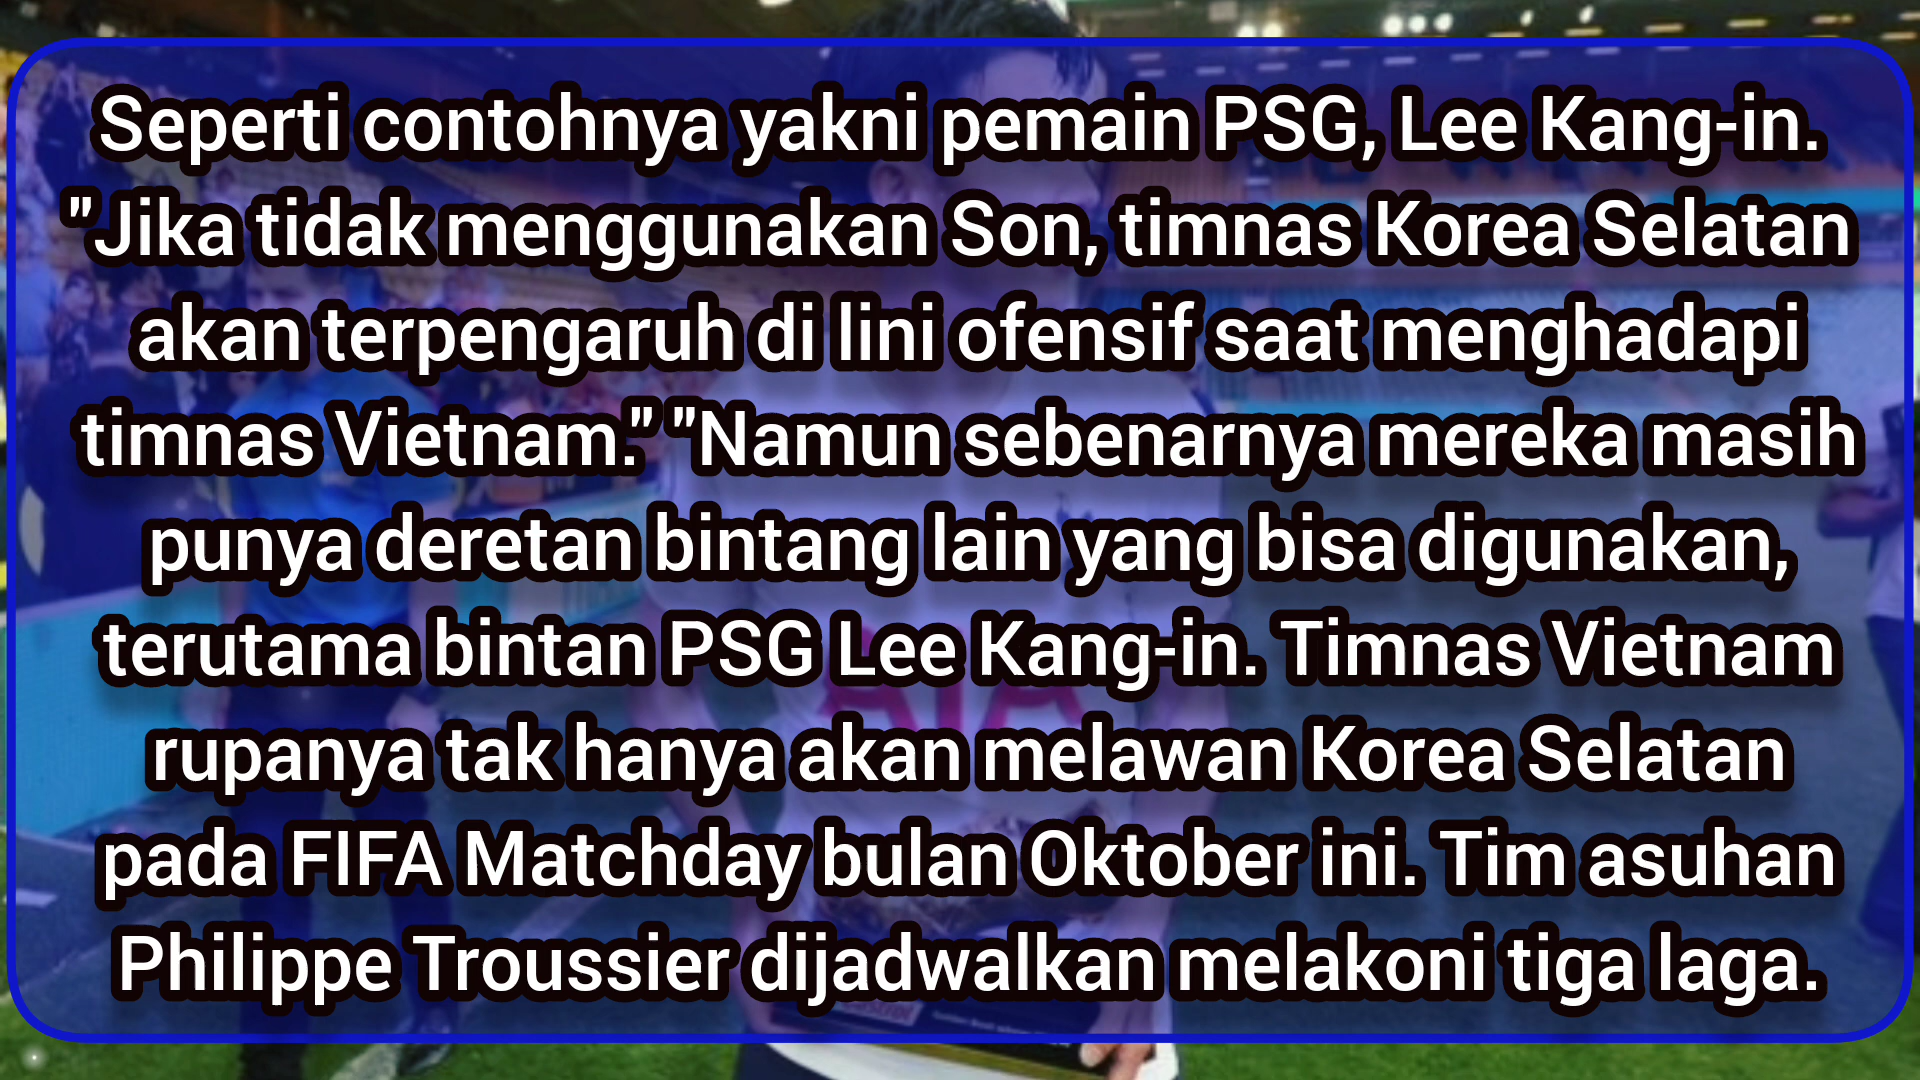 Seperti contohnya yakni pemain PSG, Lee Kang-in.
"Jika tidak menggunakan Son, timnas Korea Selatan
akan terpengaruh di lini ofensif saat menghadapi
timnas Vietnam." "Namun sebenarnya mereka masih
punya deretan bintang lain yang bisa digunakan,
terutama bintan PSG Lee Kang-in. Timnas Vietnam
rupanya tak hanya akan melawan Korea Selatan
pada FIFA Matchday bulan Oktober ini. Tim asuhan
Philippe Troussier dijadwalkan melakoni tiga laga.
AIA